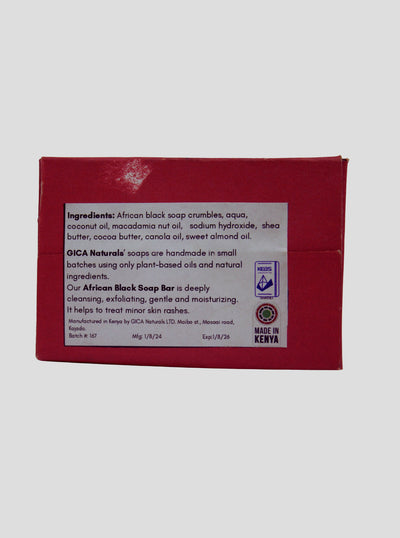 Ingredients: African black soap crumbles, aqua,
coconut oil, macadamia nut oil, sodium hydroxide, shea
butter, cocoa butter, canola oil, sweet almond oil.
GICA Naturals' soaps are handmade in small
batches using only plant-based oils and natural
ingredients.
Our African Black Soap Bar is deeply
cleansing, exfoliating, gentle and moisturizing.
It helps to treat minor skin rashes.
Manufactured in Kenya by GICA Naturals LTD. Maiba st., Maasai road,
Kajado.
Batch #: 167 Mfg: 1/8/24 Exp:1/8/26
KEBS
MADE IN
KENYA